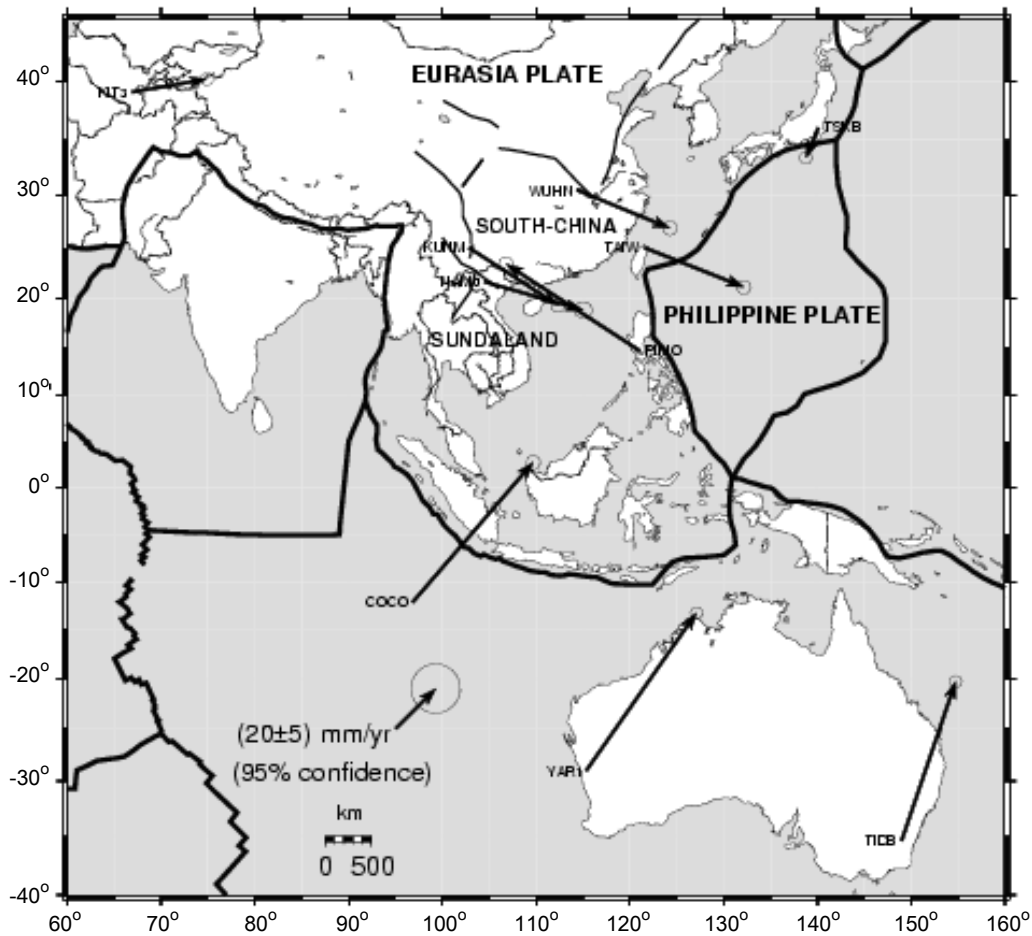 EURASIA PLATE
40°
TSKB
30°
WUHN
SOUTH-CHINA
KUNM
TAIW
20°
PHILIPPINE PLATE
SUNDALAND
PIMO
10°
0°
-10°
COCO
-20°
(20±5) mm/yr
(95% confidence)
YAR1
-30°
km
0 500
-40°
60° 70° 80° 90° 100° 110° 120° 130° 140° 150° 160°